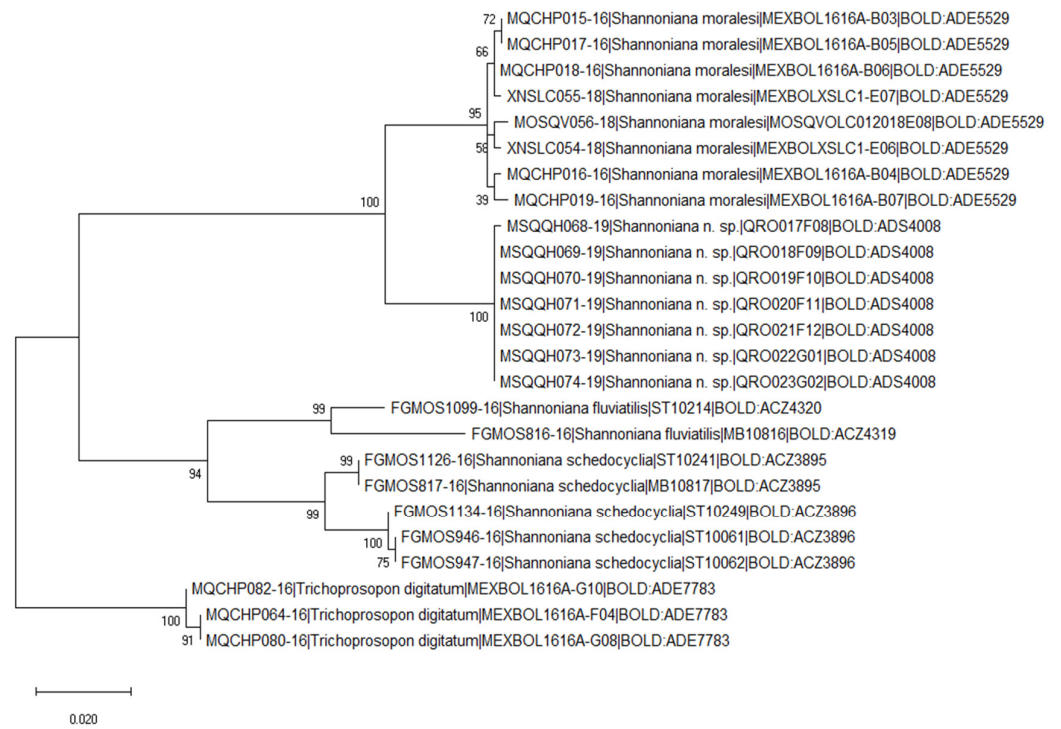 72
MQCHP015-16|Shannoniana moralesi|MEXBOL1616A-B03|BOLD:ADE5529
MQCHP017-16|Shannoniana moralesi|MEXBOL1616A-B05|BOLD:ADE5529
66
MQCHP018-16|Shannoniana moralesi|MEXBOL1616A-B06|BOLD:ADE5529
XNSLC055-18|Shannoniana moralesi|MEXBOLXSLC1-E07|BOLD:ADE5529
95
MOSQV056-18|Shannoniana moralesi|MOSQVOLC012018E08|BOLD:ADE5529
58
XNSLC054-18|Shannoniana moralesi|MEXBOLXSLC1-E06|BOLD:ADE5529
MQCHP016-16|Shannoniana moralesi|MEXBOL1616A-B04|BOLD:ADE5529
39
MQCHP019-16|Shannoniana moralesi|MEXBOL1616A-B07|BOLD:ADE5529
100
MSQQH068-19|Shannoniana n. sp.|QRO017F08|BOLD:ADS4008
MSQQH069-19|Shannoniana n. sp.|QRO018F09|BOLD:ADS4008
MSQQH070-19|Shannoniana n. sp.|QRO019F10|BOLD:ADS4008
MSQQH071-19|Shannoniana n. sp.|QRO020F11|BOLD:ADS4008
100
MSQQH072-19|Shannoniana n. sp.|QRO021F12|BOLD:ADS4008
MSQQH073-19|Shannoniana n. sp.|QRO022G01|BOLD:ADS4008
MSQQH074-19|Shannoniana n. sp.|QRO023G02|BOLD:ADS4008
99
FGMOS1099-16|Shannoniana fluviatilis|ST10214|BOLD:ACZ4320
FGMOS816-16|Shannoniana fluviatilis|MB10816|BOLD:ACZ4319
94
99
FGMOS1126-16|Shannoniana schedocyclia|ST10241|BOLD:ACZ3895
FGMOS817-16|Shannoniana schedocyclia|MB10817|BOLD:ACZ3895
99
FGMOS1134-16|Shannoniana schedocyclia|ST10249|BOLD:ACZ3896
100
FGMOS946-16|Shannoniana schedocyclia|ST10061|BOLD:ACZ3896
75
FGMOS947-16|Shannoniana schedocyclia|ST10062|BOLD:ACZ3896
MQCHP082-16|Trichoprosopon digitatum|MEXBOL1616A-G10|BOLD:ADE7783
100
MQCHP064-16|Trichoprosopon digitatum|MEXBOL1616A-F04|BOLD:ADE7783
91
MQCHP080-16|Trichoprosopon digitatum|MEXBOL1616A-G08|BOLD:ADE7783
0.020